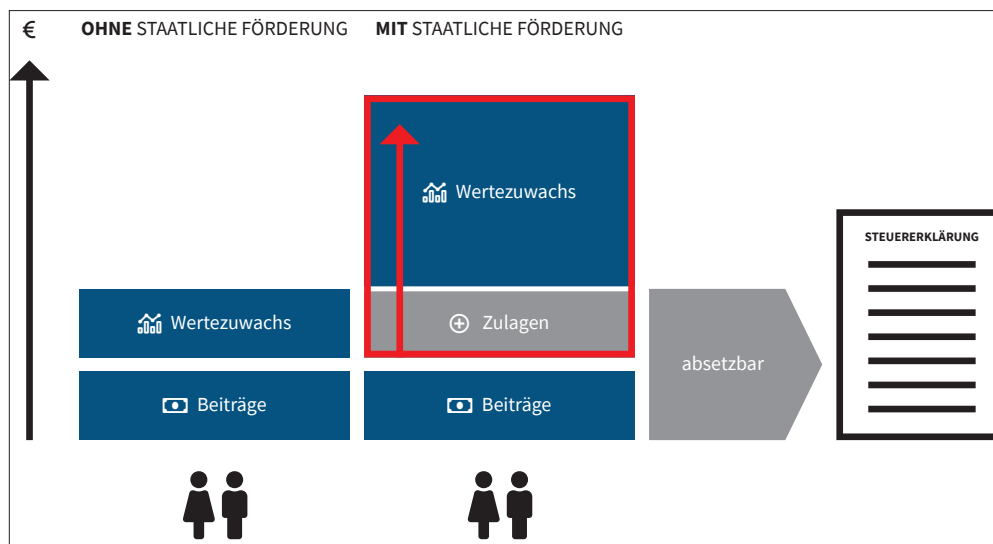 € OHNE STAATLICHE FÖRDERUNG MIT STAATLICHE FÖRDERUNG
Wertezuwachs
STEUERERKLÄRUNG
Wertezuwachs
Zulagen
absetzbar
Beiträge
Beiträge